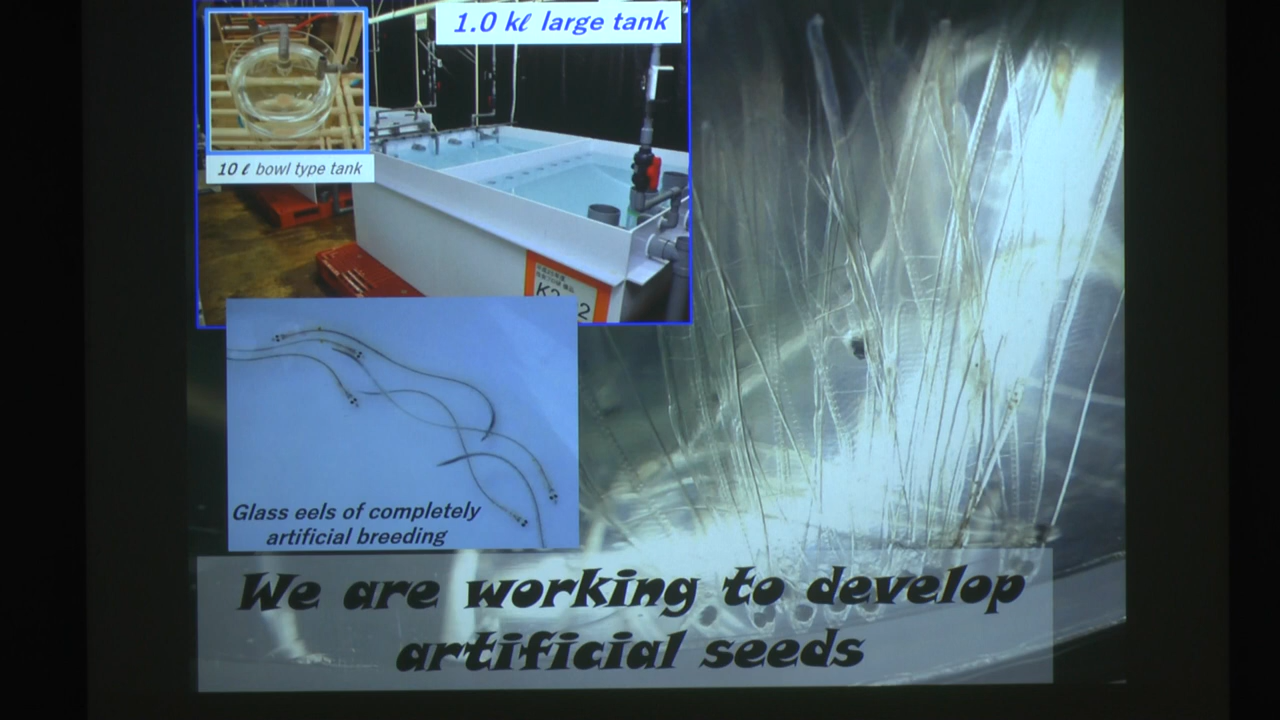 1.0 kℓ large tank
10 ℓ bowl type tank
Glass eels of completely
artificial breeding
We are working to develop
artificial seeds